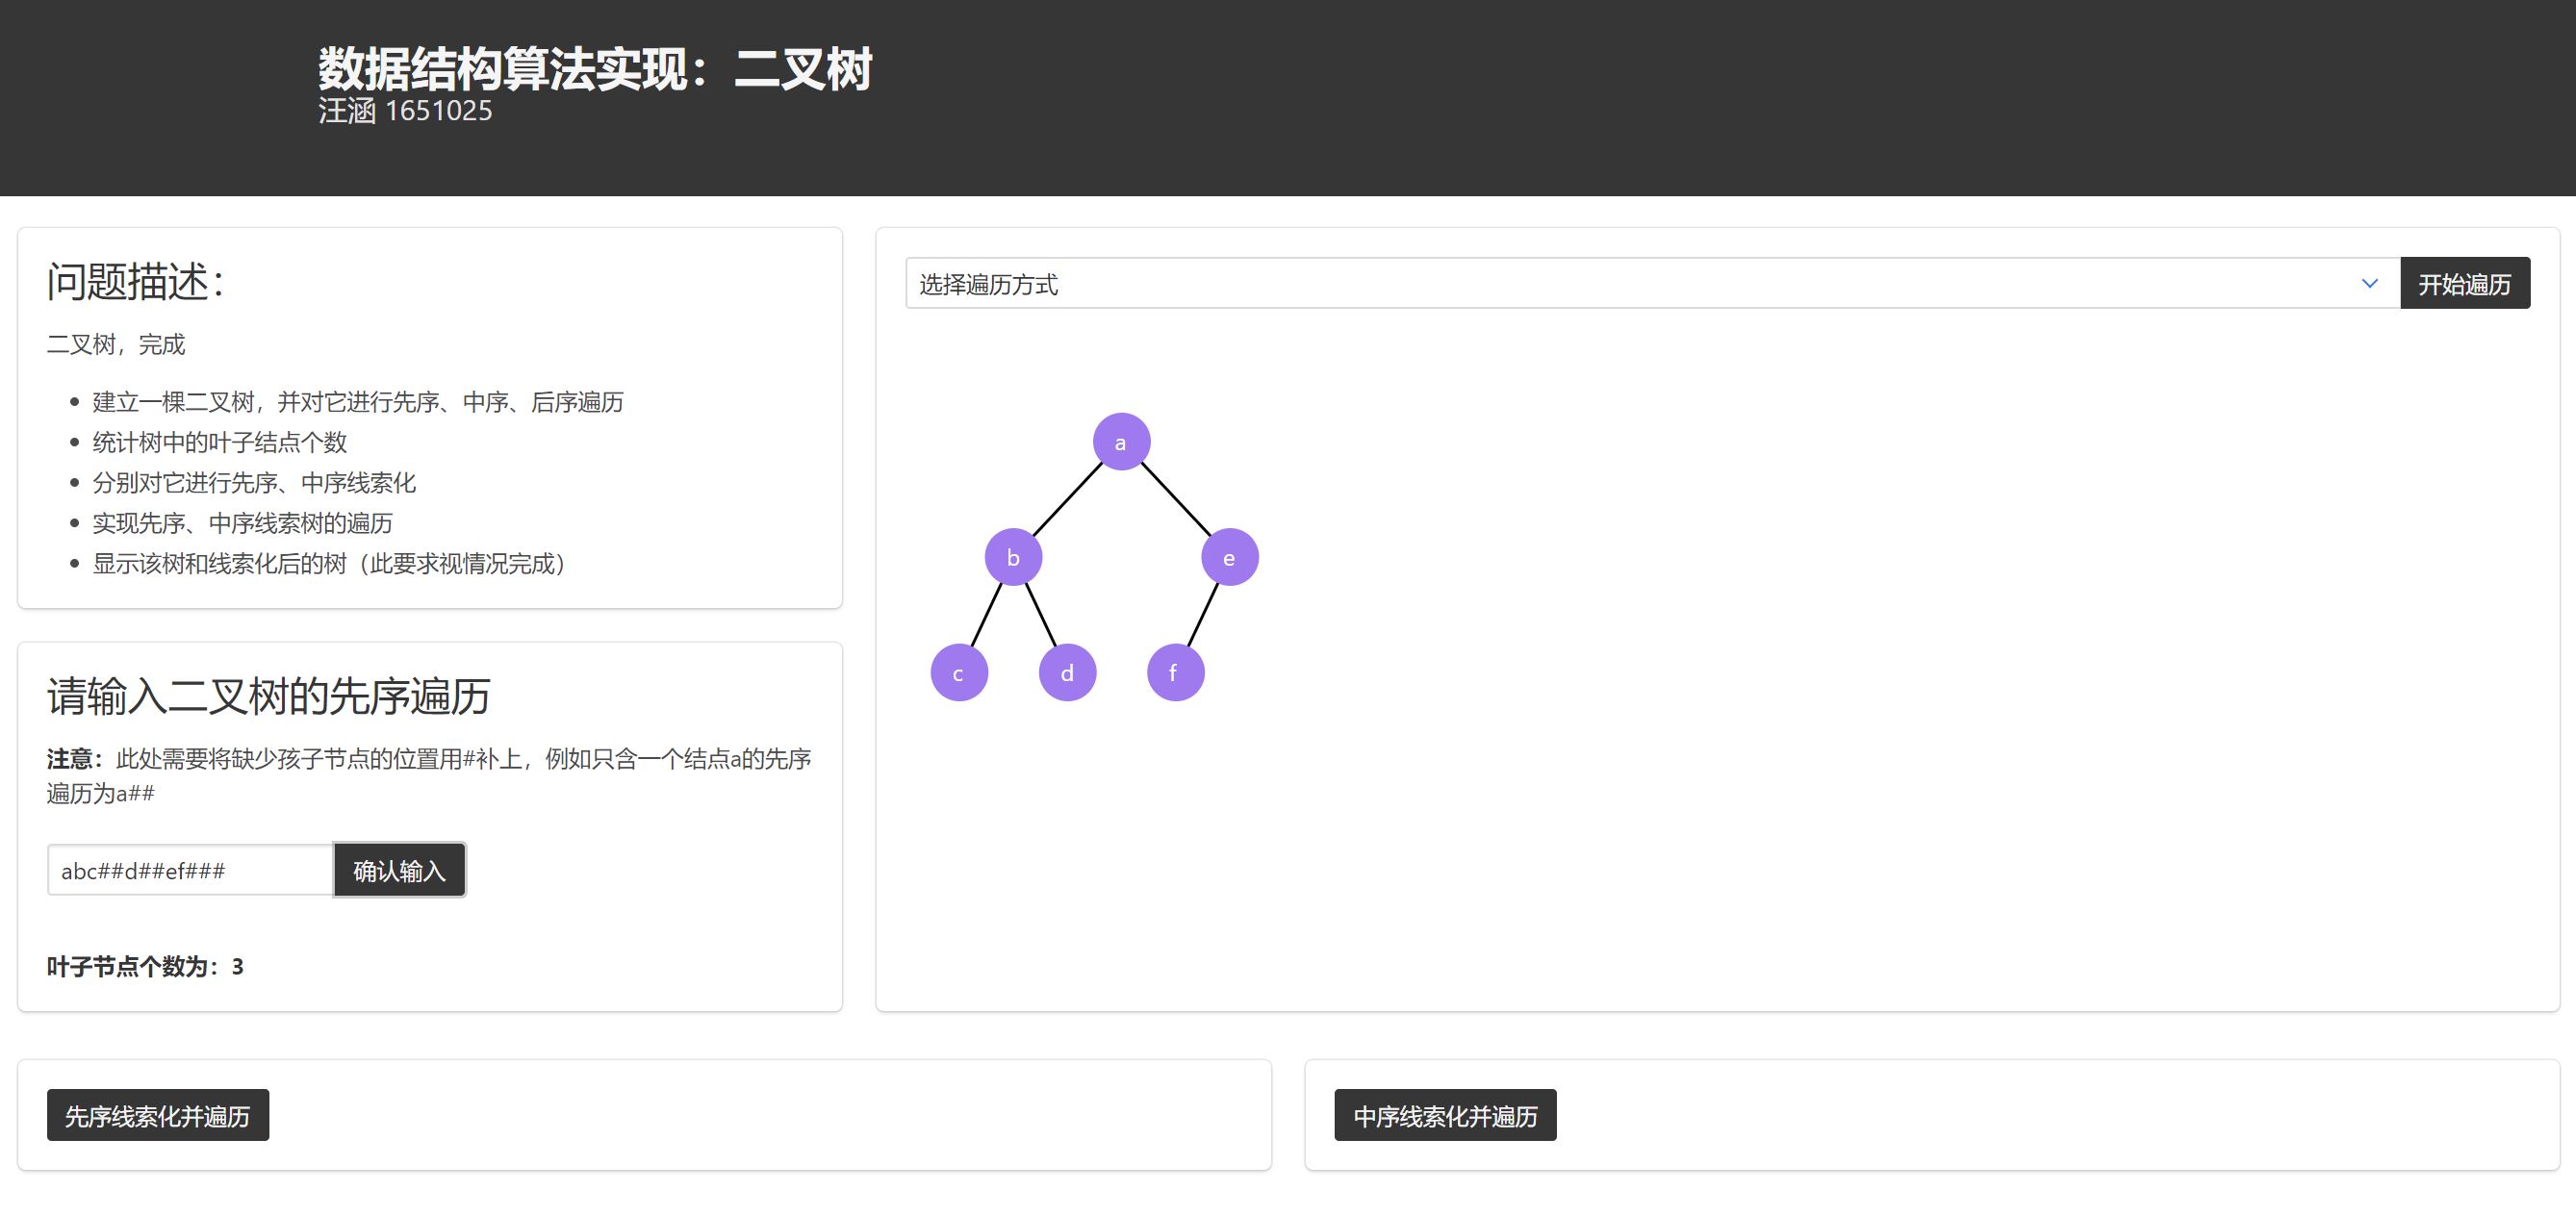 数据结构算法实现：二叉树
汪涵 1651025
问题描述：
二叉树，完成
建立一棵二叉树，并对它进行先序、中序、后序遍历
统计树中的叶子结点个数
分别对它进行先序、中序线索化
实现先序、中序线索树的遍历
显示该树和线索化后的树（此要求视情况完成）
请输入二叉树的先序遍历
注意：此处需要将缺少孩子节点的位置用#补上，例如只含一个结点a的先序
遍历为a##
abc##d##ef###
确认输入
叶子节点个数为：3
选择遍历方式
开始遍历
a
b
e
c
d
f
先序线索化并遍历
中序线索化并遍历